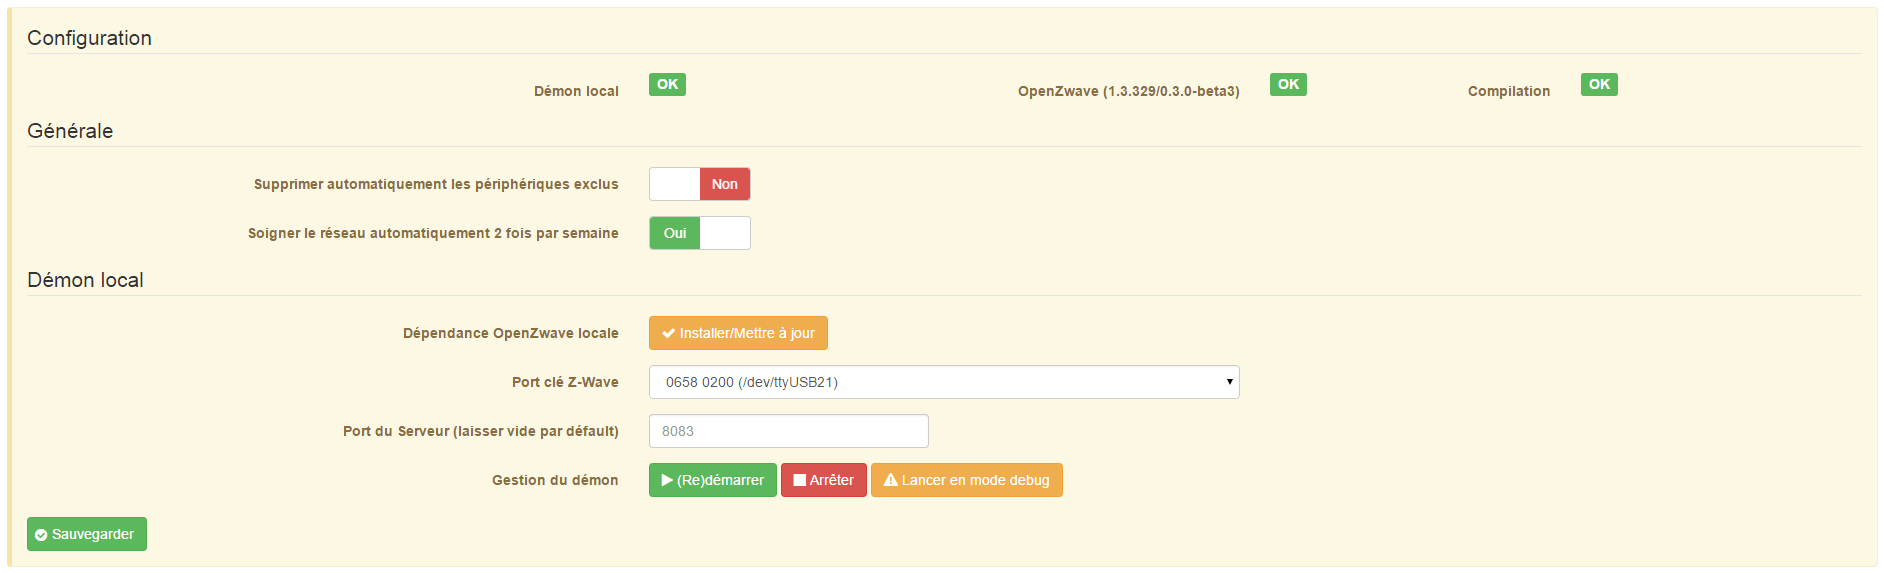 Configuration
Démon local OK OpenZwave (1.3.329/0.3.0-beta3) OK Compilation OK
Générale
Supprimer automatiquement les périphériques exclus Non
Soigner le réseau automatiquement 2 fois par semaine Oui
Démon local
Dépendance OpenZwave locale Installer/Mettre à jour
Port clé Z-Wave 0658 0200 (/dev/ttyUSB21)
Port du Serveur (laisser vide par défault) 8083
Gestion du démon (Re)démarrer Arrêter Lancer en mode debug
Sauvegarder